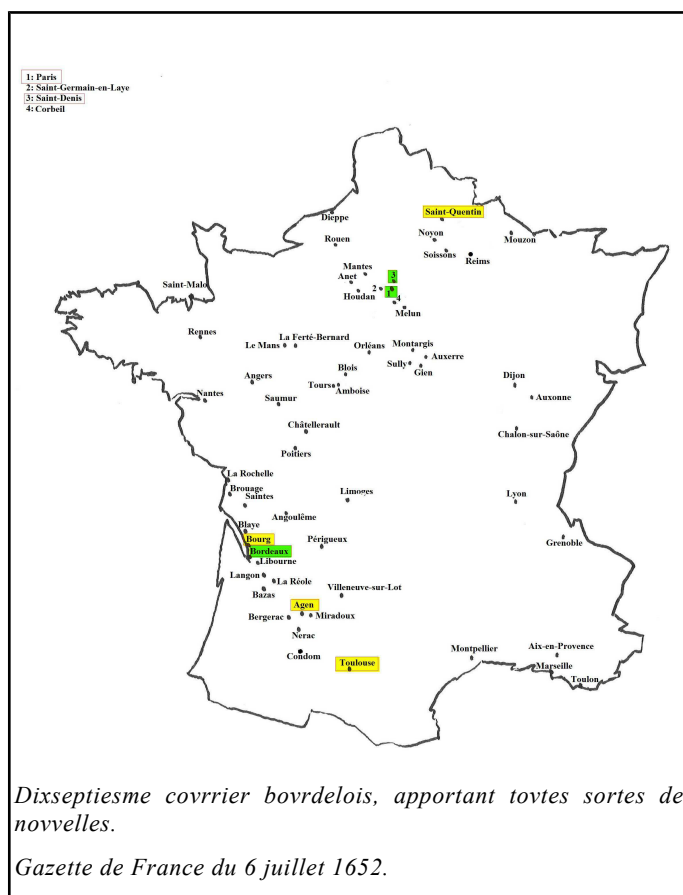 1: Paris
2: Saint-Germain-en-Laye
3: Saint-Denis
4: Corbeil
Dieppe
Saint-Quentin
Rouen
Noyon
Mouzon
Soissons
Reims
Mantes
Anet
3
Saint-Malo
Houdan
2
1
4
Melun
Rennes
La Ferté-Bernard
Le Mans
Orléans
Montargis
Auxerre
Sully
Gien
Blois
Angers
Tours
Amboise
Dijon
Nantes
Saumur
Auxonne
Châtellerault
Chalon-sur-Saône
Poitiers
La Rochelle
Brouage
Saintes
Limoges
Lyon
Angoulême
Blaye
Bourg
Périgueux
Grenoble
Bordeaux
Libourne
Langon
La Réole
Bazas
Villeneuve-sur-Lot
Agen
Bergerac
Miradoux
Nerac
Condom
Toulouse
Montpellier
Aix-en-Provence
Marseille
Toulon
Dixseptiesme covrrier bovrdelois, apportant tovtes sortes de
novvelles.
Gazette de France du 6 juillet 1652.